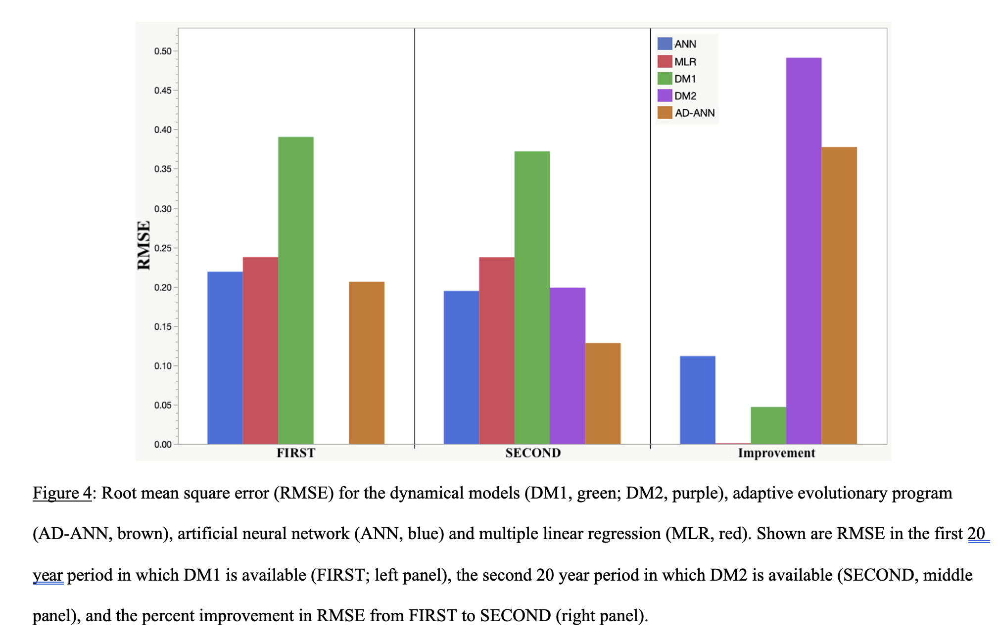 0.50
0.45
0.40
0.35
0.30
0.25
0.20
0.15
0.10
0.05
0.00
RMSE
ANN
MLR
DM1
DM2
AD-ANN
FIRST
SECOND
Improvement
Figure 4: Root mean square error (RMSE) for the dynamical models (DM1, green; DM2, purple), adaptive evolutionary program
(AD-ANN, brown), artificial neural network (ANN, blue) and multiple linear regression (MLR, red). Shown are RMSE in the first 20
year period in which DM1 is available (FIRST; left panel), the second 20 year period in which DM2 is available (SECOND, middle
panel), and the percent improvement in RMSE from FIRST to SECOND (right panel).